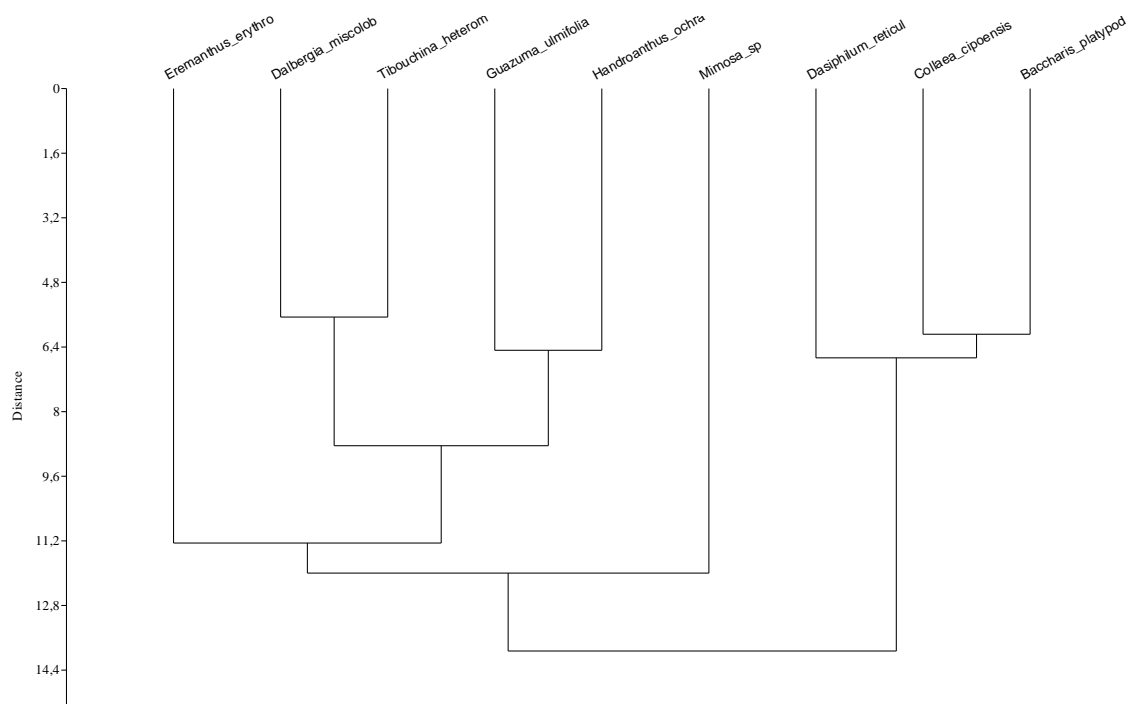 Eremanthus_erythro
Dalbergia_miscolob
Tibouchina_heterom
Guazuma_ulmifolia
Handroanthus_ochra
Mimosa_sp
Dasiphilum_reticul
Collaea_cipoensis
Baccharis_platypod
0
1,6
3,2
4,8
6,4
8
9,6
11,2
12,8
14,4
Distance